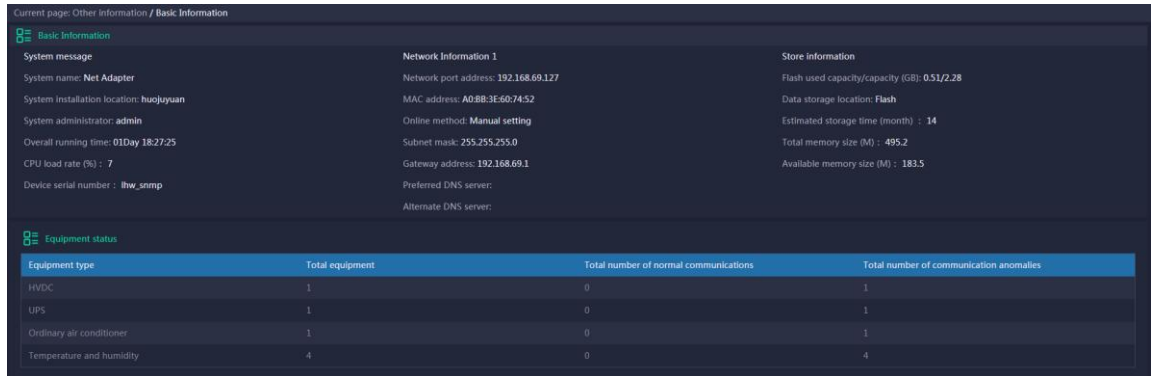 Current page: Other Information / Basic Information
Basic Information
System message
System name: Net Adapter
System installation location: huojuyuan
System administrator: admin
Overall running time: 01Day 18:27:25
CPU load rate (%) : 7
Device serial number : lhw_snmp
Network Information 1
Network port address: 192.168.69.127
MAC address: A0:BB:3E:60:74:52
Online method: Manual setting
Subnet mask: 255.255.255.0
Gateway address: 192.168.69.1
Preferred DNS server:
Alternate DNS server:
Store information
Flash used capacity/capacity (GB): 0.51/2.28
Data storage location: Flash
Estimated storage time (month) : 14
Total memory size (M) : 495.2
Available memory size (M) : 183.5
Equipment status
Equipment type Total equipment Total number of normal communications Total number of communication anomalies
HVDC 1 0 1
UPS 1 0 1
Ordinary air conditioner 1 0 1
Temperature and humidity 4 0 4